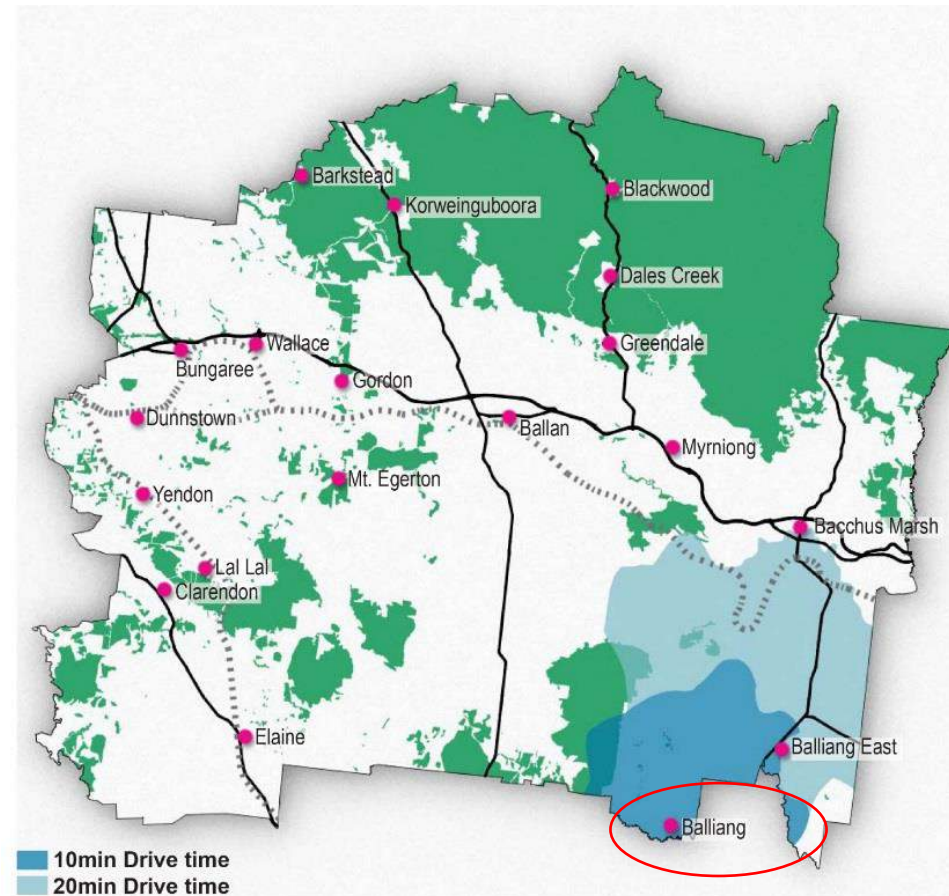 Barkstead
Blackwood
Korweinguboora
Dales Creek
Wallace
Greendale
Bungaree
Gordon
Dunnstown
Ballan
Myrniong
Mt. Egerton
Yendon
Bacchus Marsh
Lal Lal
Clarendon
Elaine
Balliang East
Balliang
10min Drive time
20min Drive time